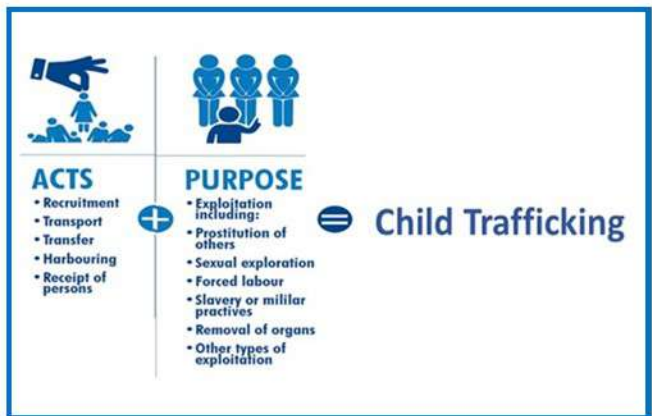 ACTS
• Recruitment
• Transport
• Transfer
• Harbouring
• Receipt of
persons
+
PURPOSE
• Exploitation
including:
• Prostitution of
others
• Sexual exploration
• Forced labour
• Slavery or mililar
practives
• Removal of organs
• Other types of
exploitation
=
Child Trafficking